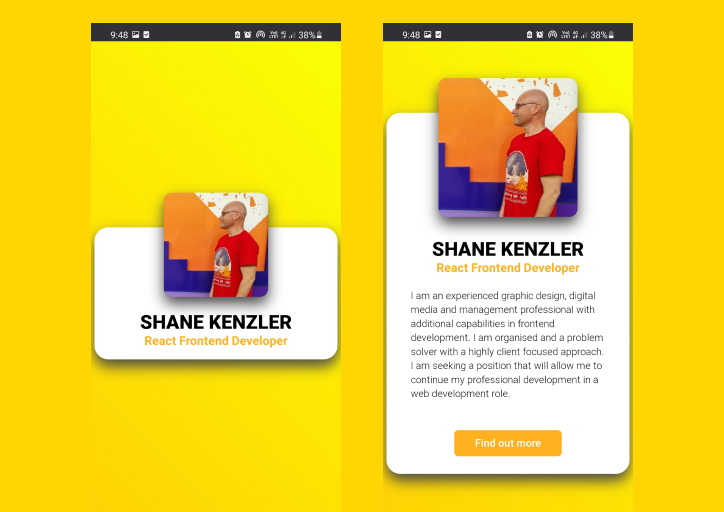 9:48
38%
SHANE KENZLER
React Frontend Developer
9:48
38%
SHANE KENZLER
React Frontend Developer
I am an experienced graphic design, digital
media and management professional with
additional capabilities in frontend
development. I am organised and a problem
solver with a highly client focused approach.
I am seeking a position that will allow me to
continue my professional development in a
web development role.
Find out more